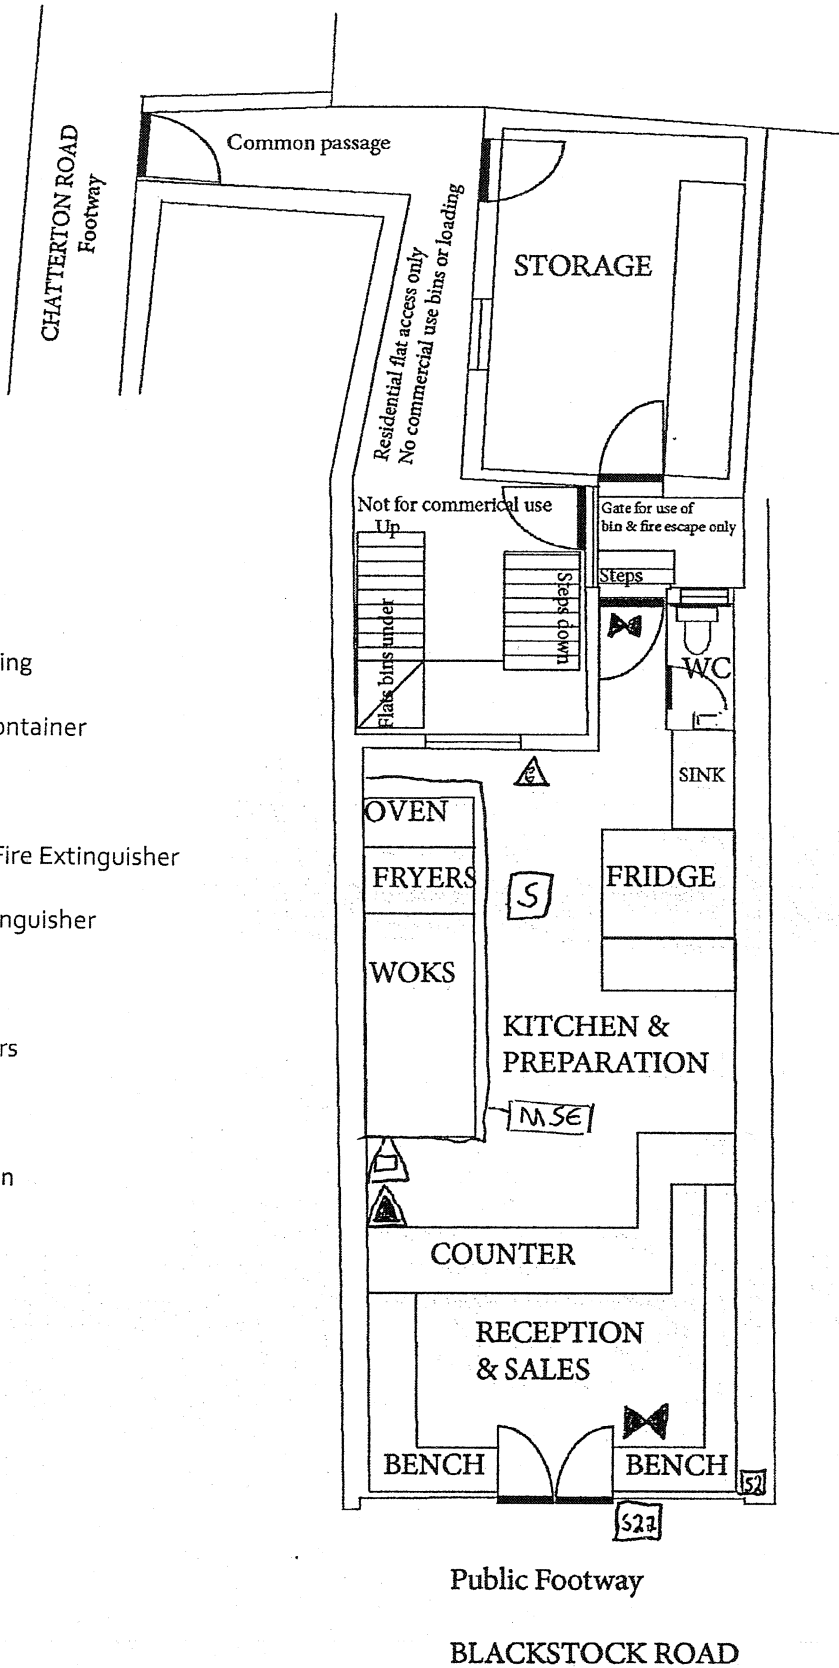 CHATTERTON ROAD
Footway
Common passage
Residential flat access only
No commercial use bins or loading
STORAGE
Not for commerical use
Up
Gate for use of
bin & fire escape only
Steps
Steps down
Flats bins under
WC
SINK
ing
ontainer
Fire Extinguisher
nguisher
rs
n
E
OVEN
FRYERS
S
FRIDGE
WOKS
KITCHEN &
PREPARATION
MSE
COUNTER
RECEPTION
& SALES
BENCH
BENCH
S2
S2a
Public Footway
BLACKSTOCK ROAD